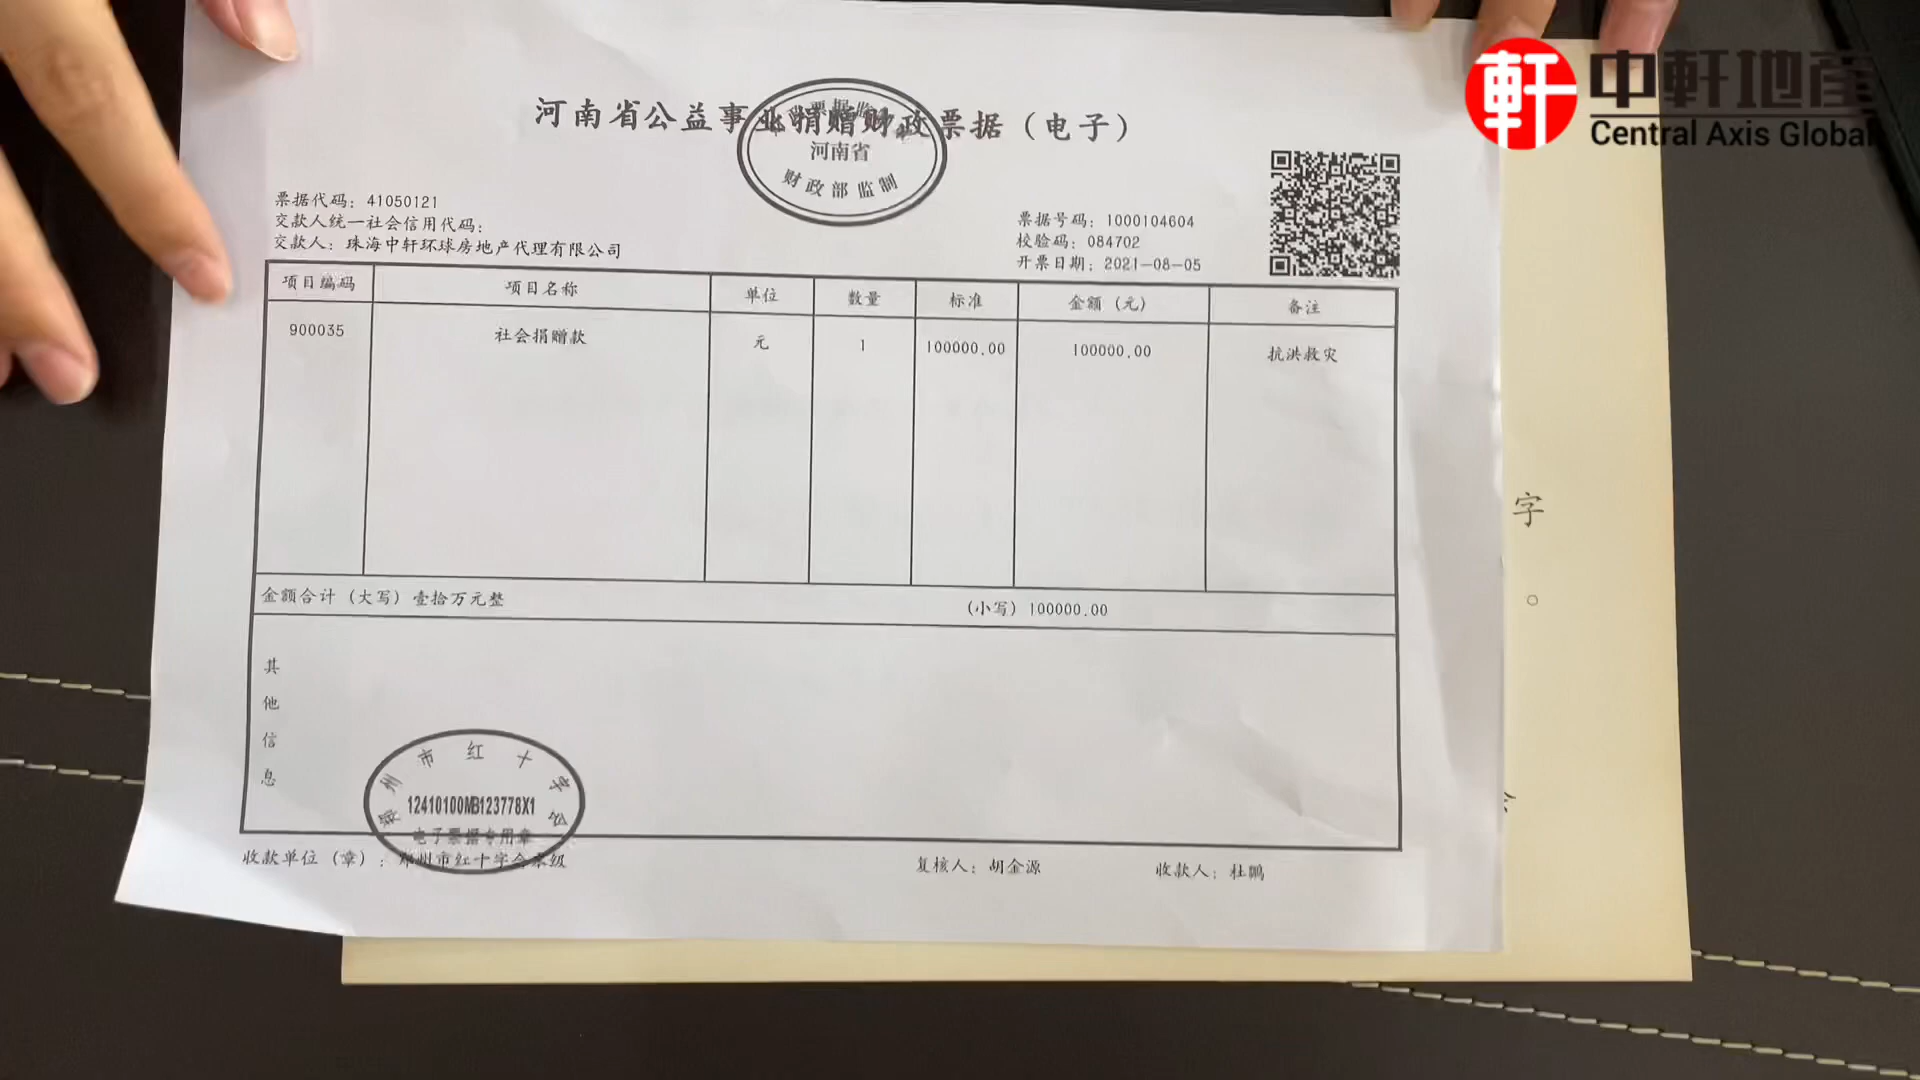 軒 中軒地産
Central Axis Global
河南省公益事业捐赠财政票据（电子）
河南省
财政部监制
票据代码：41050121
交款人统一社会信用代码：
交款人：珠海中轩环球房地产代理有限公司
票据号码：1000104604
校验码：084702
开票日期：2021-08-05
项目编码 项目名称 单位 数量 标准 金额（元） 备注
900035 社会捐赠款 元 1 100000.00 100000.00 抗洪救灾
金额合计（大写）壹拾万元整 （小写）100000.00
其他信息
郑州市红十字会
12410100MB123778X1
电子票据专用章
收款单位（章）：郑州市红十字会本级 复核人：胡金源 收款人：杜鹏
字
。